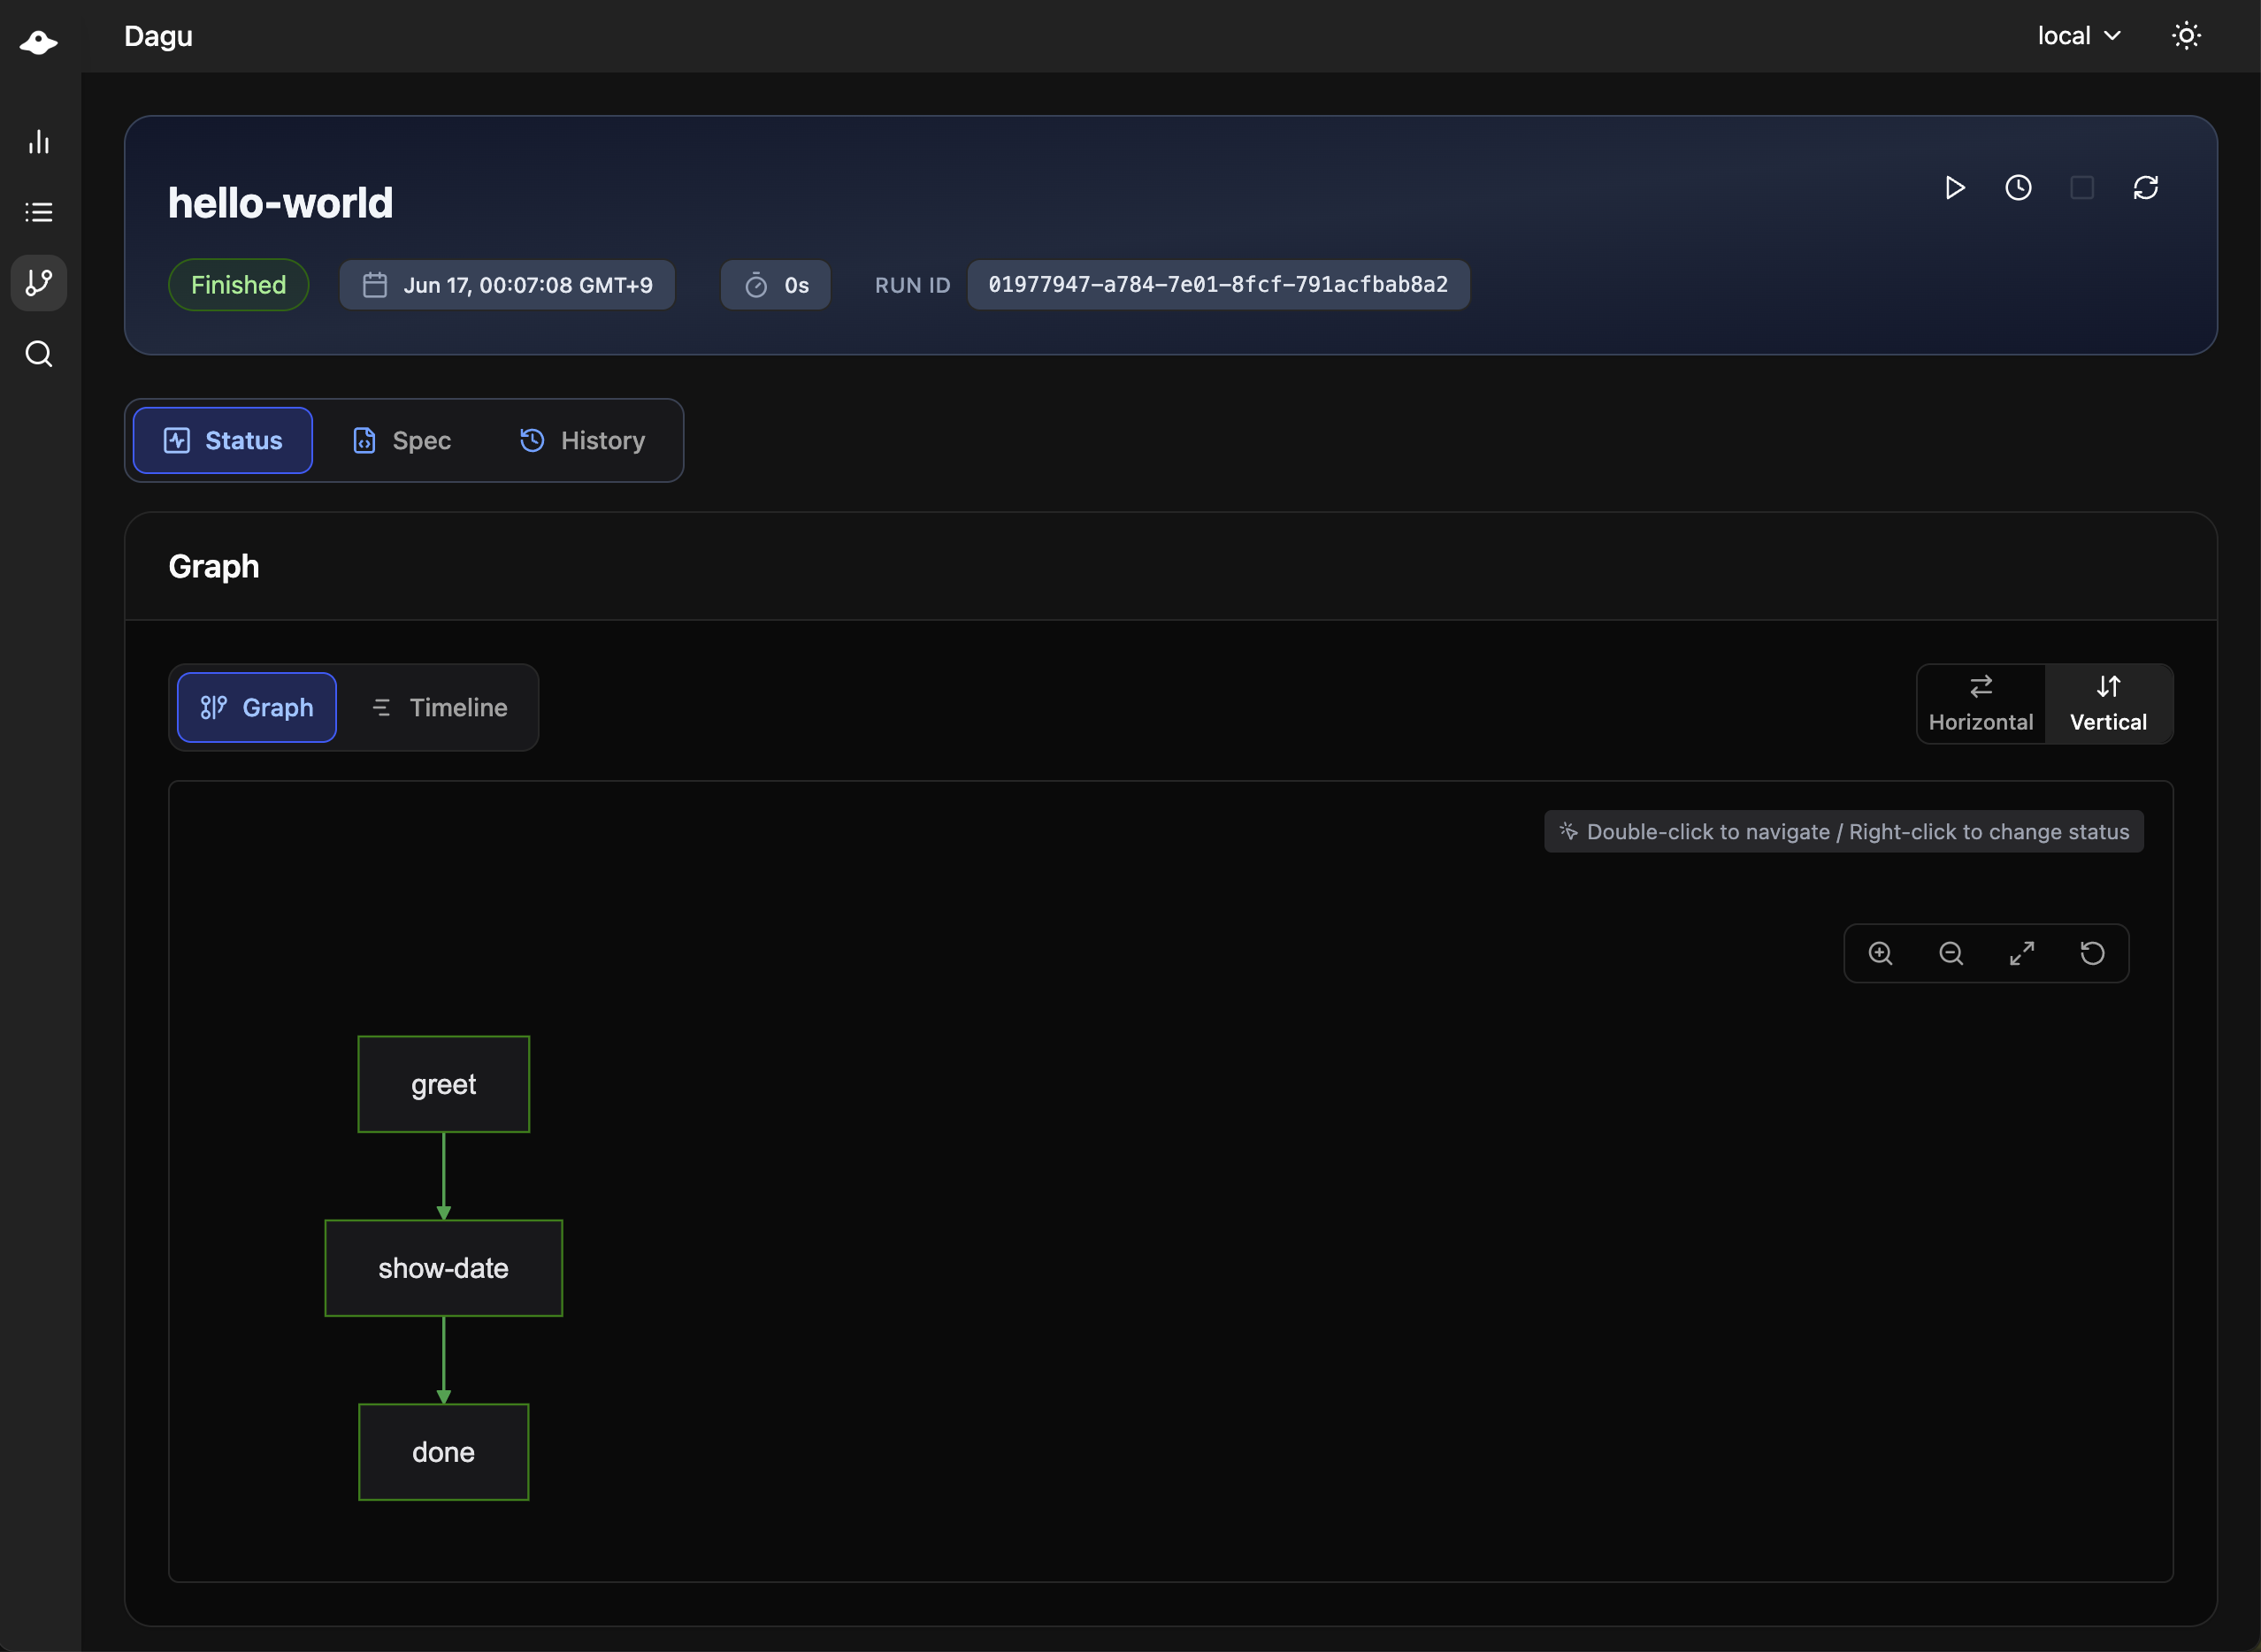 Dagu
local
hello-world
Finished
Jun 17, 00:07:08 GMT+9
0s
RUN ID
01977947-a784-7e01-8fcf-791acfbab8a2
Status
Spec
History
Graph
Graph
Timeline
Horizontal
Vertical
Double-click to navigate / Right-click to change status
greet
show-date
done